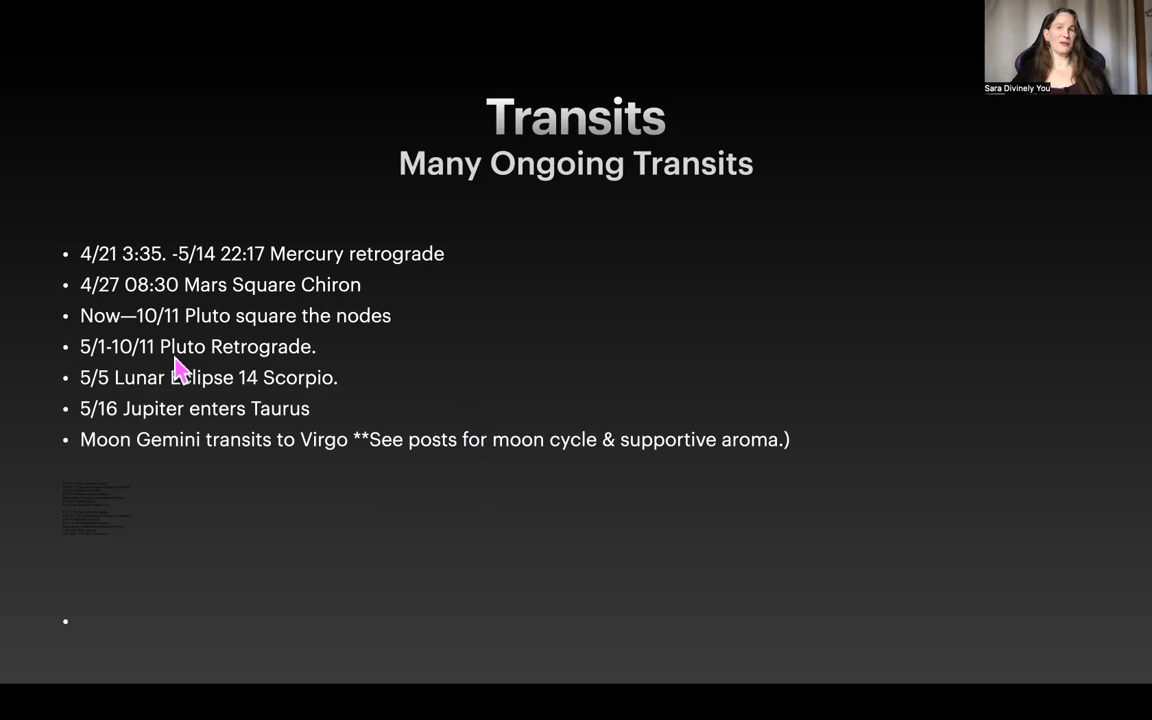 Sara Divinely You
Transits
Many Ongoing Transits
• 4/21 3:35. -5/14 22:17 Mercury retrograde
• 4/27 08:30 Mars Square Chiron
• Now—10/11 Pluto square the nodes
• 5/1-10/11 Pluto Retrograde.
• 5/5 Lunar Eclipse 14 Scorpio.
• 5/16 Jupiter enters Taurus
• Moon Gemini transits to Virgo **See posts for moon cycle & supportive aroma.)
•